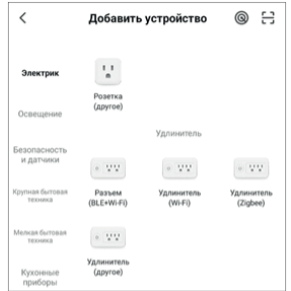 Добавить устройство
Электрик
Розетка
(другое)
Освещение
Удлинитель
Безопасность
и датчики
Крупная бытовая
техника
Разъем
(BLE+Wi-Fi)
Удлинитель
(Wi-Fi)
Удлинитель
(Zigbee)
Мелкая бытовая
техника
Удлинитель
(другое)
Кухонные
приборы